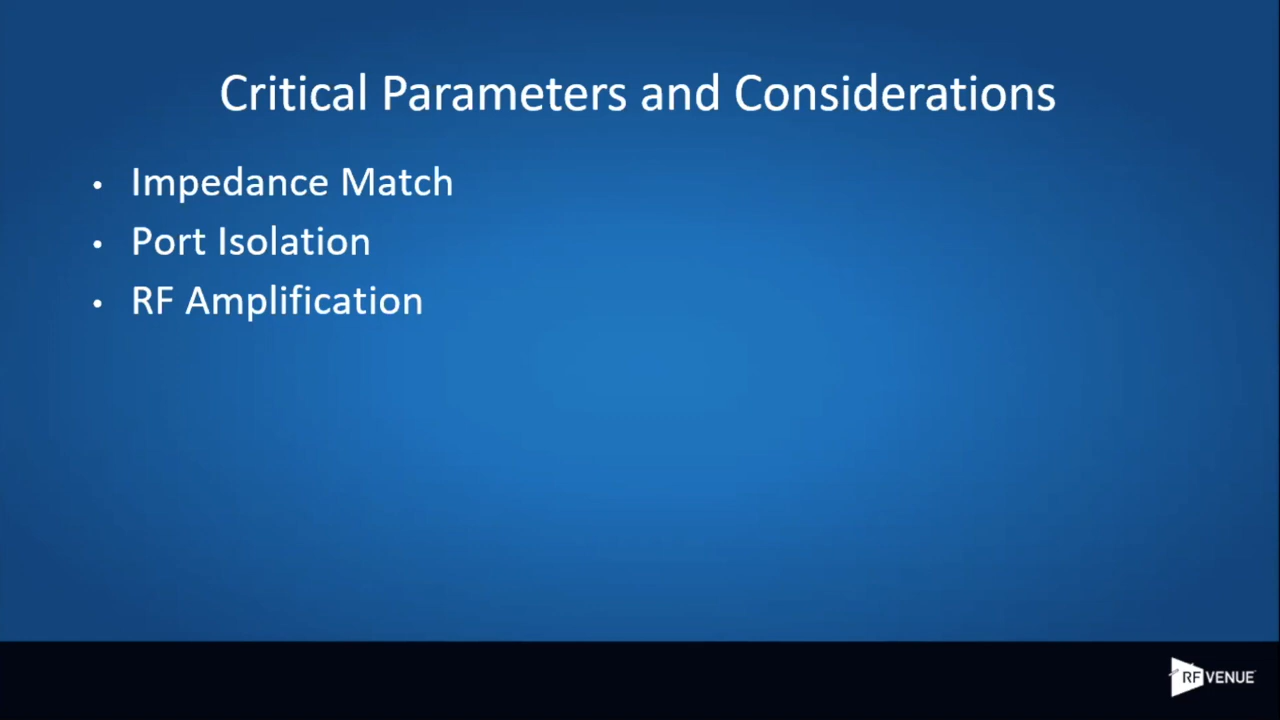 Critical Parameters and Considerations
• Impedance Match
• Port Isolation
• RF Amplification
RF VENUE